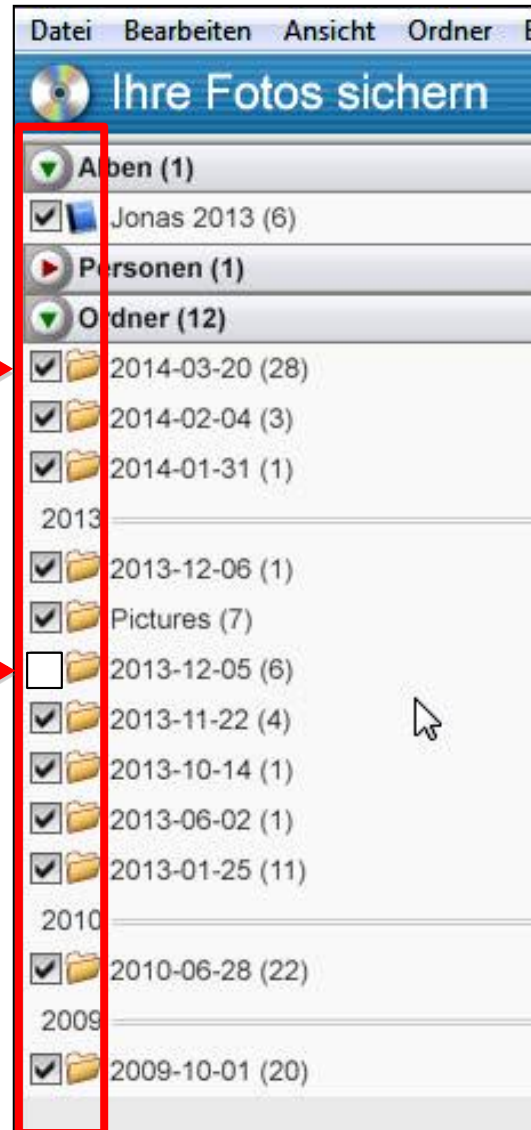 Datei Bearbeiten Ansicht Ordner
Ihre Fotos sichern
Alben (1)
Jonas 2013 (6)
Personen (1)
Ordner (12)
2014-03-20 (28)
2014-02-04 (3)
2014-01-31 (1)
2013
2013-12-06 (1)
Pictures (7)
2013-12-05 (6)
2013-11-22 (4)
2013-10-14 (1)
2013-06-02 (1)
2013-01-25 (11)
2010
2010-06-28 (22)
2009
2009-10-01 (20)